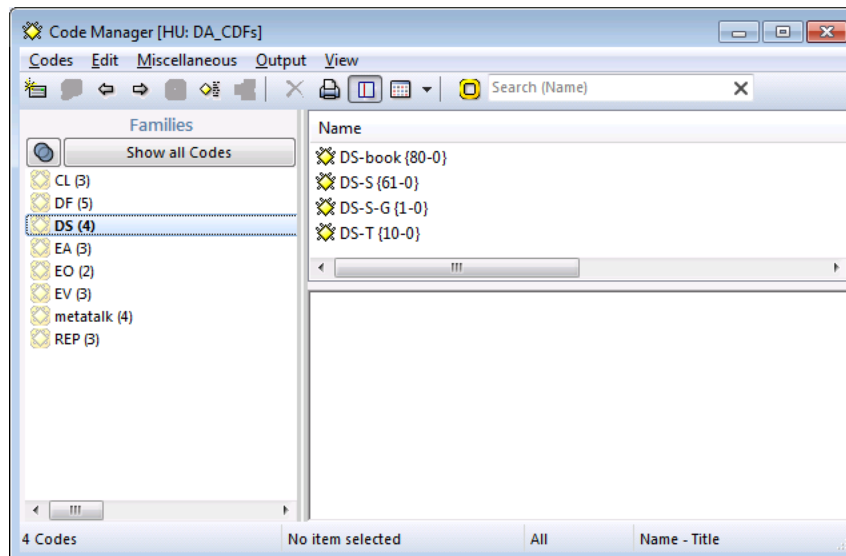 Code Manager [HU: DA_CDFs]
Codes Edit Miscellaneous Output View
Search (Name)
Families
Show all Codes
CL (3)
DF (5)
DS (4)
EA (3)
EO (2)
EV (3)
metatalk (4)
REP (3)
Name
DS-book {80-0}
DS-S {61-0}
DS-S-G {1-0}
DS-T {10-0}
4 Codes No item selected All Name - Title